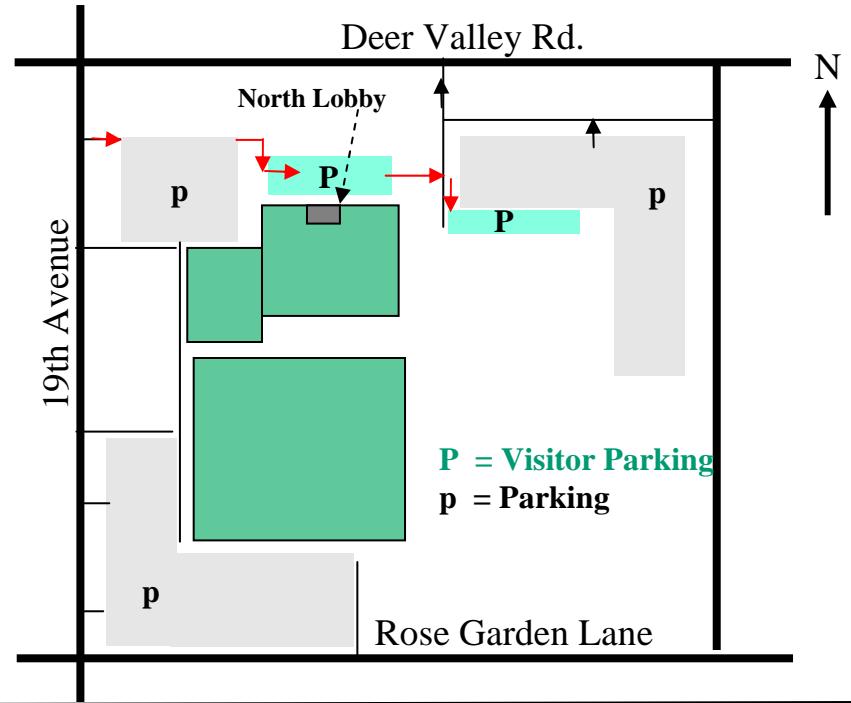 Deer Valley Rd.
N
North Lobby
P
p
p
P
19th Avenue
P = Visitor Parking
p = Parking
p
Rose Garden Lane